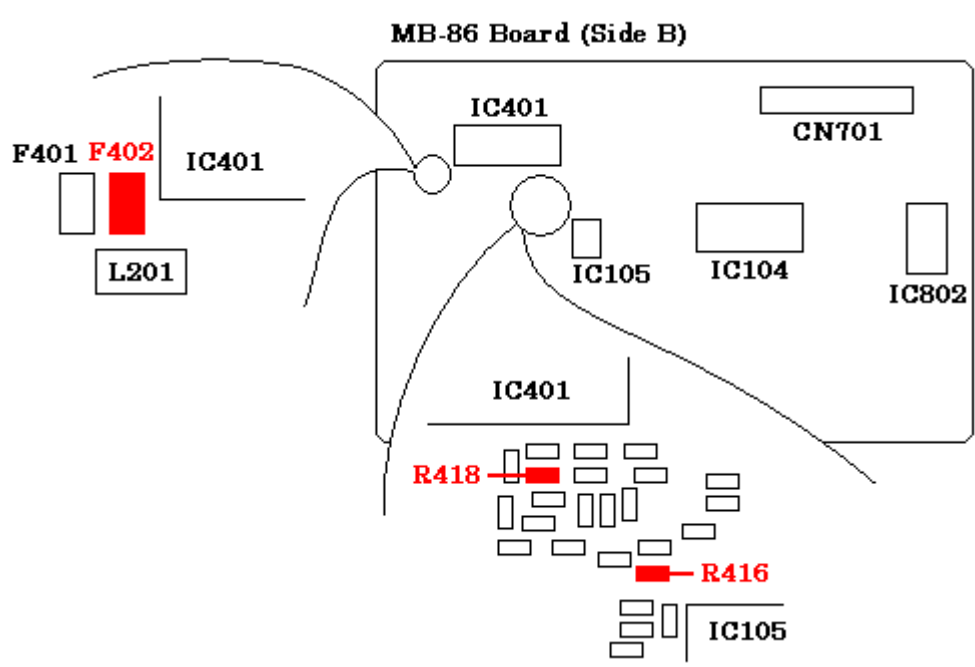 MB-86 Board (Side B)
IC401
CN701
F401 F402 IC401
L201
IC105
IC104
IC802
IC401
R418
R416
IC105